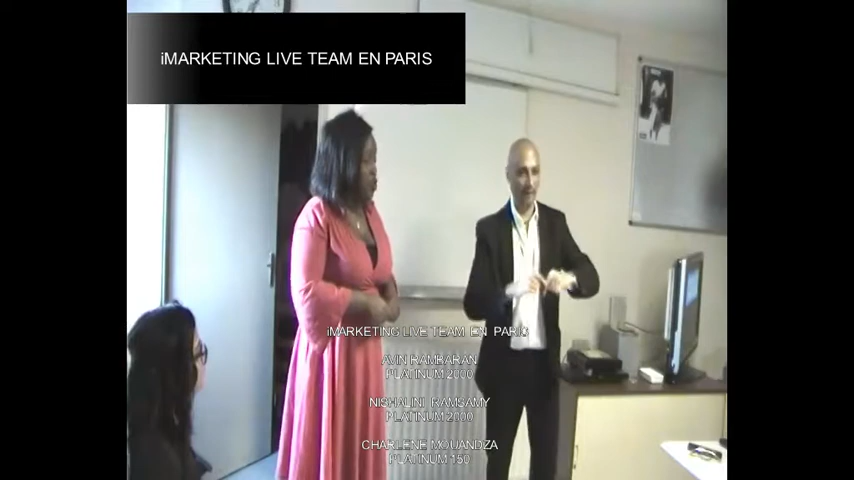 iMARKETING LIVE TEAM EN PARIS
iMARKETING LIVE TEAM EN PARIS
AVIN RAMBARAN
PLATINUM 2000
NISHALINI RAMSAMY
PLATINUM 2000
CHARLENE MOUANDZA
PLATINUM 150